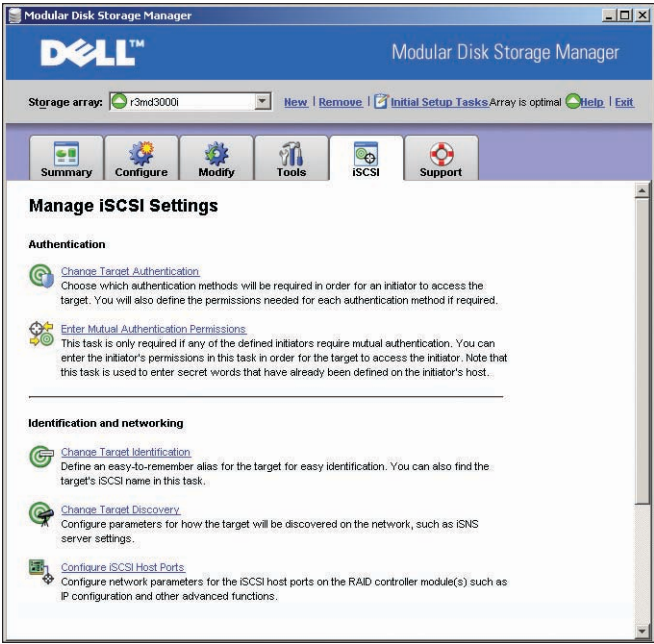 Modular Disk Storage Manager
DELL™
Modular Disk Storage Manager
Storage array: r3md3000i New | Remove | Initial Setup Tasks Array is optimal Help | Exit
Summary Configure Modify Tools iSCSI Support
Manage iSCSI Settings
Authentication
Change Target Authentication
Choose which authentication methods will be required in order for an initiator to access the
target. You will also define the permissions needed for each authentication method if required.
Enter Mutual Authentication Permissions
This task is only required if any of the defined initiators require mutual authentication. You can
enter the initiator's permissions in this task in order for the target to access the initiator. Note that
this task is used to enter secret words that have already been defined on the initiator's host.
Identification and networking
Change Target Identification
Define an easy-to-remember alias for the target for easy identification. You can also find the
target's iSCSI name in this task.
Change Target Discovery
Configure parameters for how the target will be discovered on the network, such as iSNS
server settings.
Configure iSCSI Host Ports
Configure network parameters for the iSCSI host ports on the RAID controller module(s) such as
IP configuration and other advanced functions.